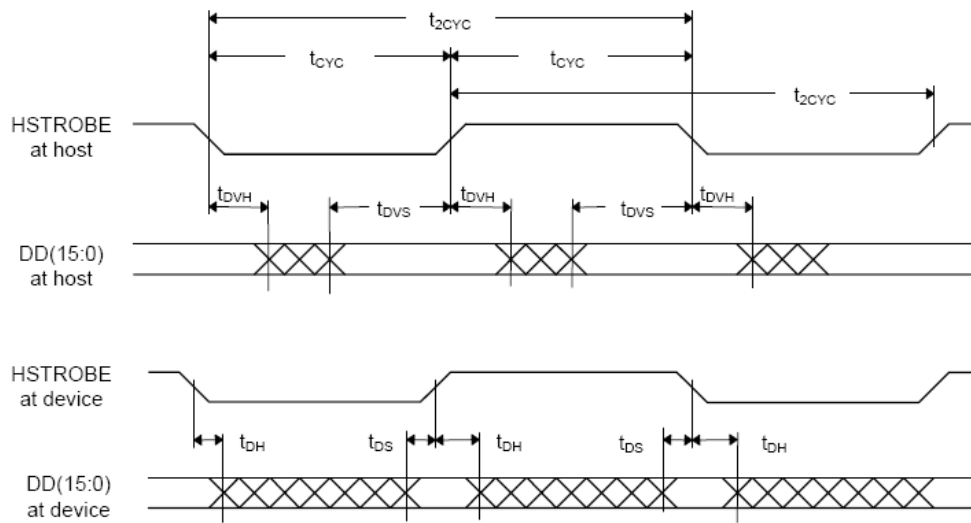 t2CYC
tCYC tCYC
t2CYC
HSTROBE
at host
tDVH tDVS tDVH tDVS tDVH
DD(15:0)
at host
HSTROBE
at device
tDH tDS tDH tDS tDH
DD(15:0)
at device